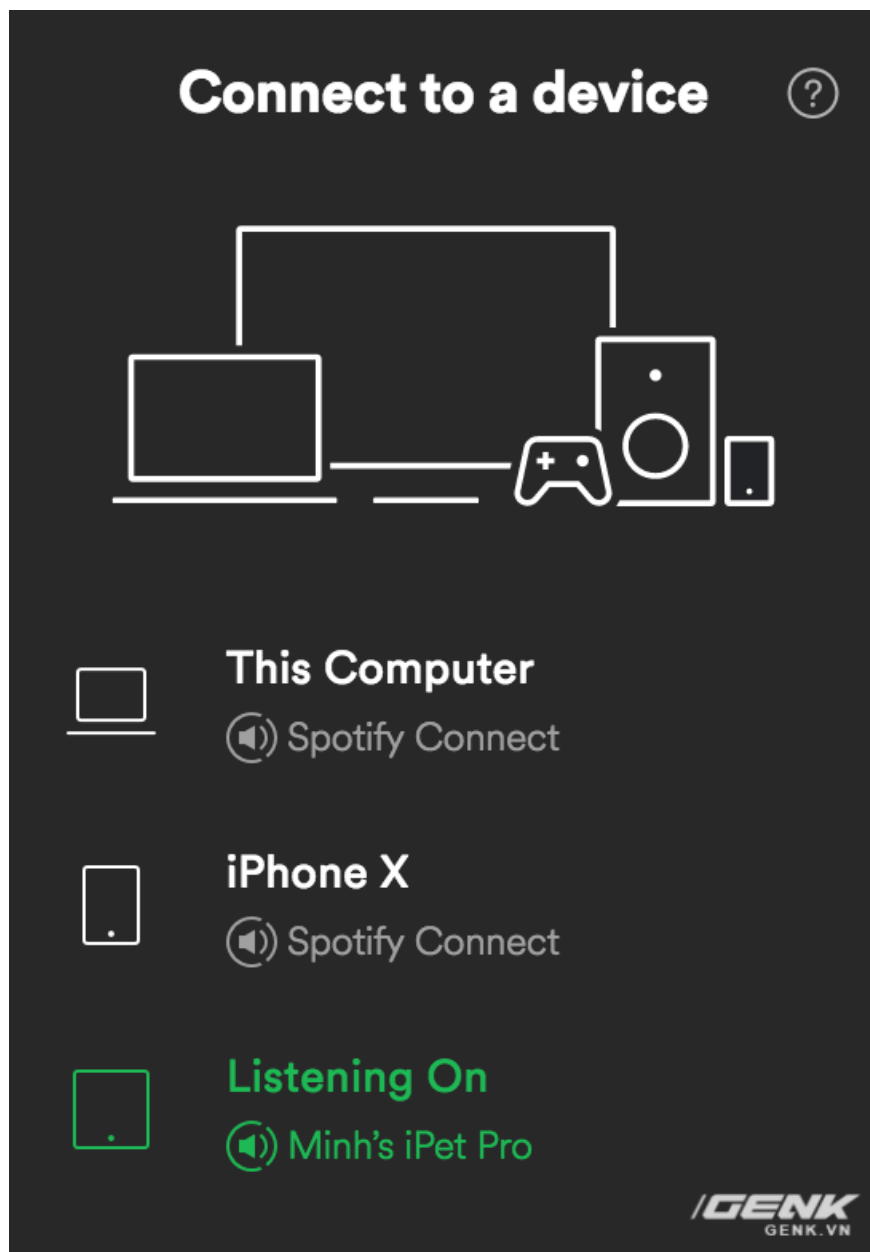 Connect to a device
?
This Computer
Spotify Connect
iPhone X
Spotify Connect
Listening On
Minh's iPet Pro
GENK
GENK.VN